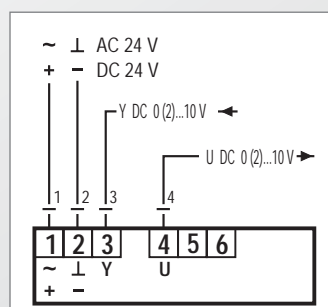 ~ ⊥ AC 24 V
+ − DC 24 V
Y DC 0 (2)...10 V
U DC 0 (2)...10 V
1 2 3 4
1 2 3 4 5 6
~ ⊥ Y U
+ −